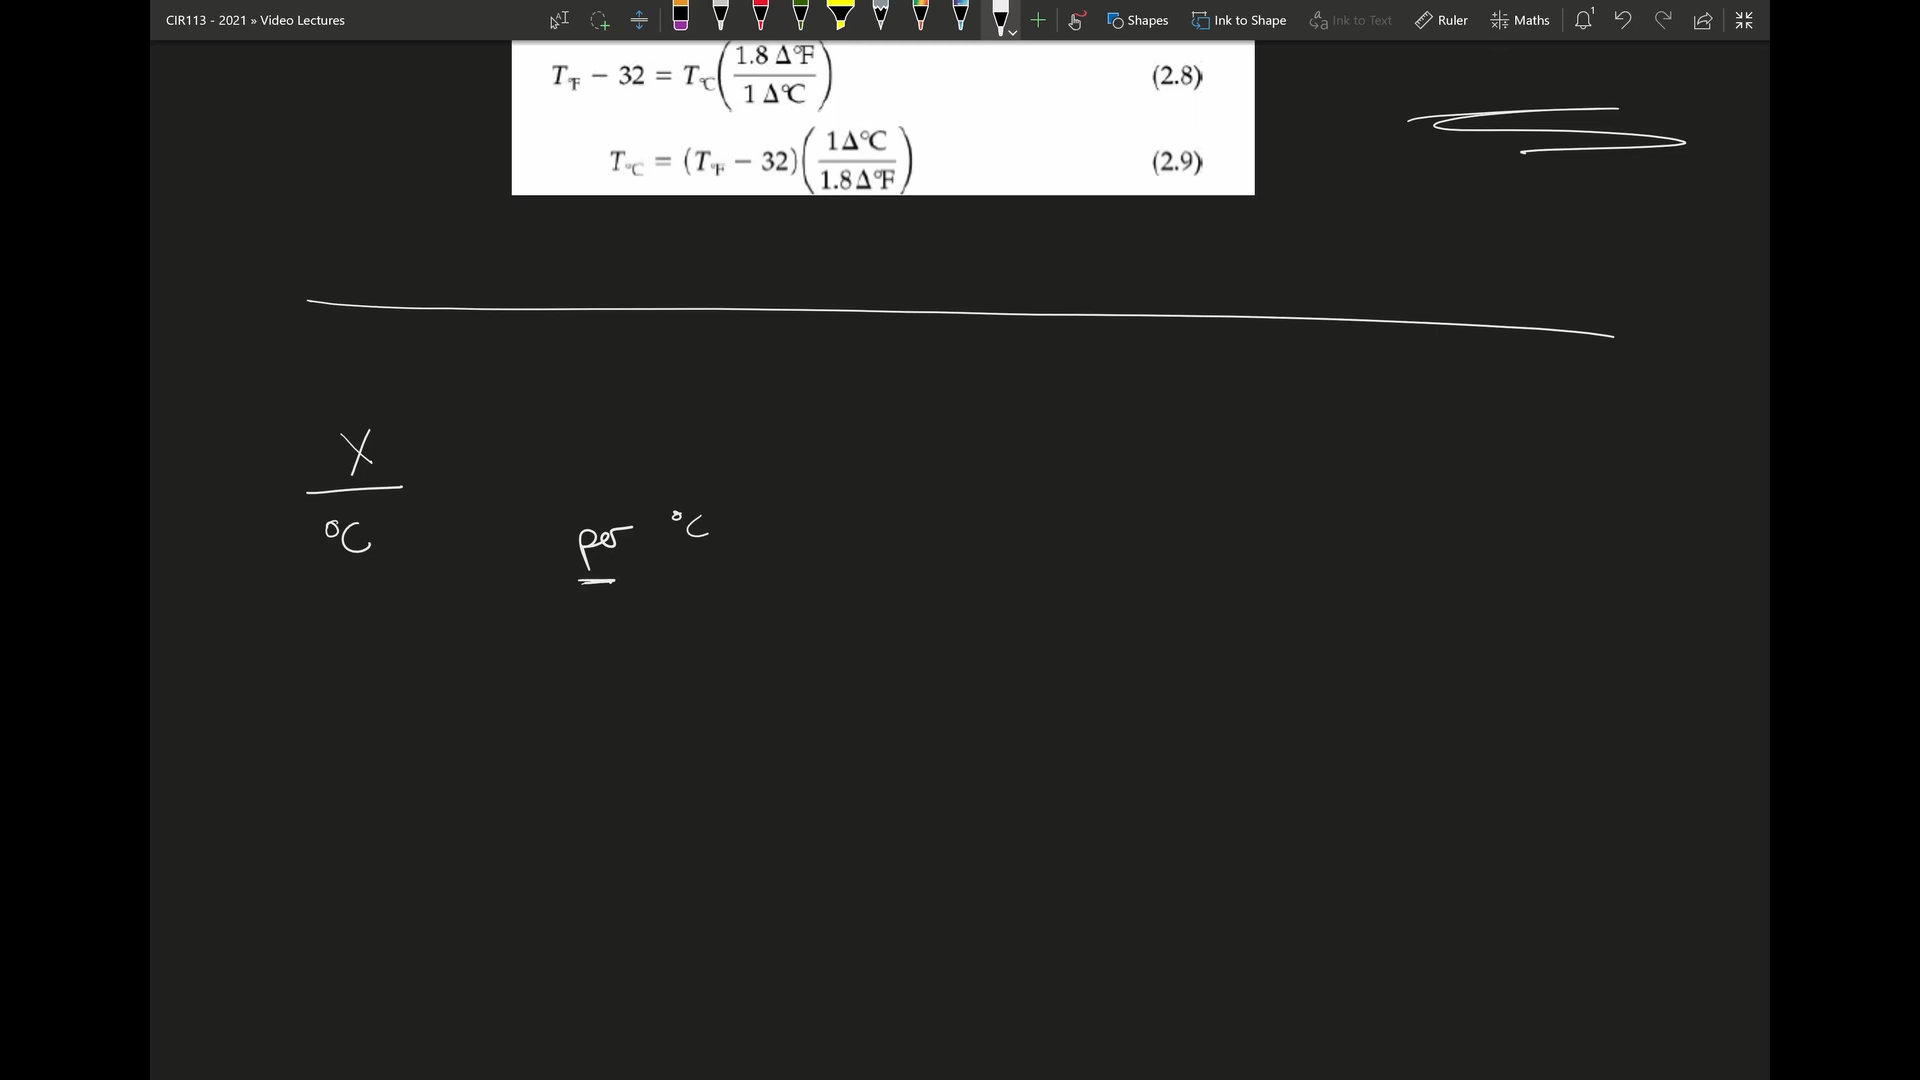 CIR113 - 2021 » Video Lectures
Shapes Ink to Shape Ink to Text Ruler Maths 1
T°F − 32 = T°C(1.8 Δ°F / 1 Δ°C) (2.8)
T°C = (T°F − 32)(1Δ°C / 1.8Δ°F) (2.9)
X
°C
per °C